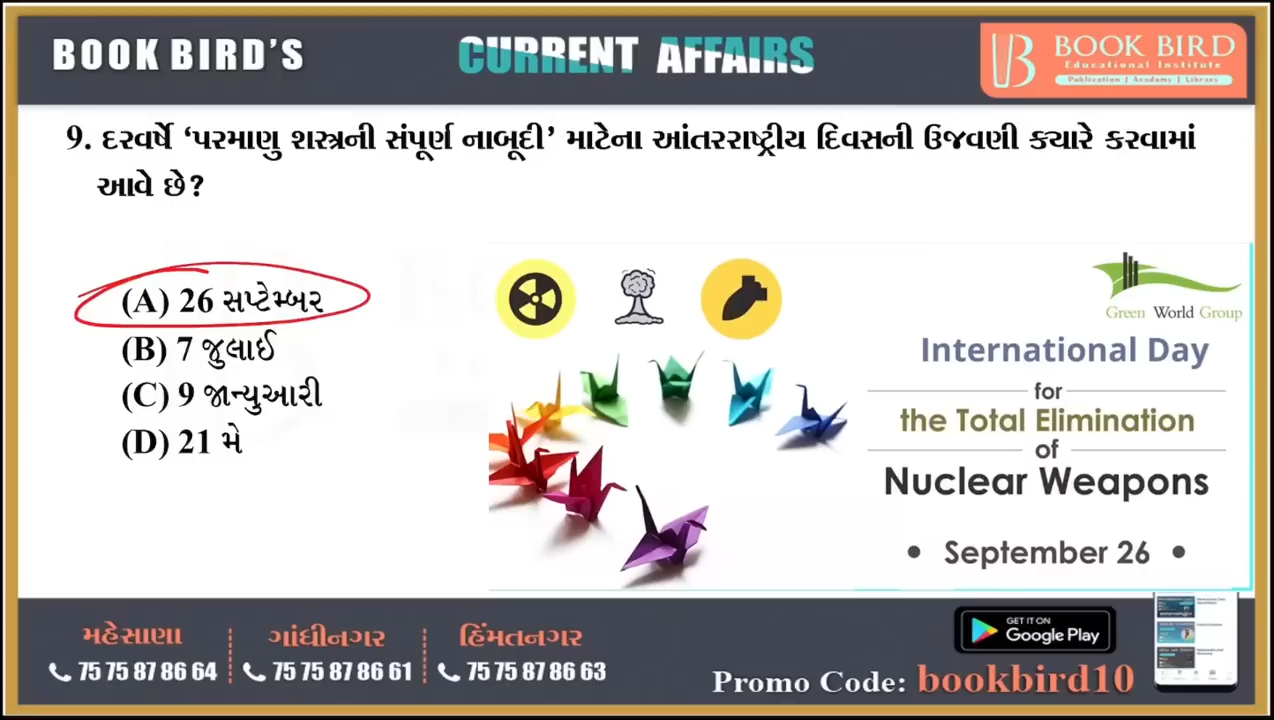 BOOK BIRD'S
CURRENT AFFAIRS
BOOK BIRD
Educational Institute
Publication | Academy | Library
9. દરવર્ષે ‘પરમાણુ શસ્ત્રની સંપૂર્ણ નાબૂદી’ માટેના આંતરરાષ્ટ્રીય દિવસની ઉજવણી ક્યારે કરવામાં
આવે છે?
(A) 26 સપ્ટેમ્બર
(B) 7 જુલાઈ
(C) 9 જાન્યુઆરી
(D) 21 મે
Green World Group
International Day
for
the Total Elimination
of
Nuclear Weapons
• September 26 •
મહેસાણા
75 75 87 86 64
ગાંધીનગર
75 75 87 86 61
હિંમતનગર
75 75 87 86 63
GET IT ON
Google Play
Promo Code: bookbird10